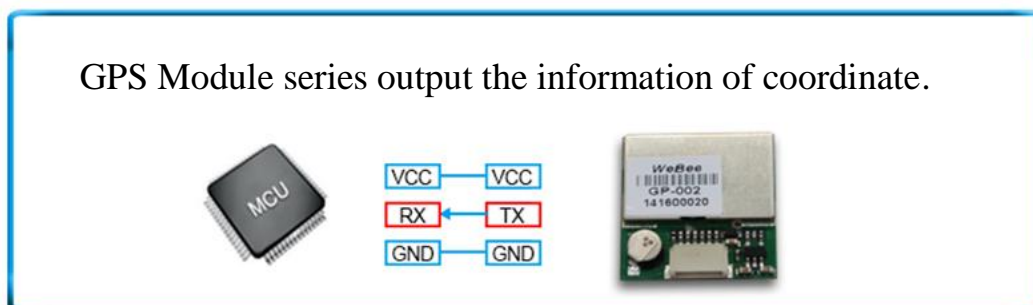 GPS Module series output the information of coordinate.
MCU
VCC VCC
RX TX
GND GND
WeBee
GP-002
141600020